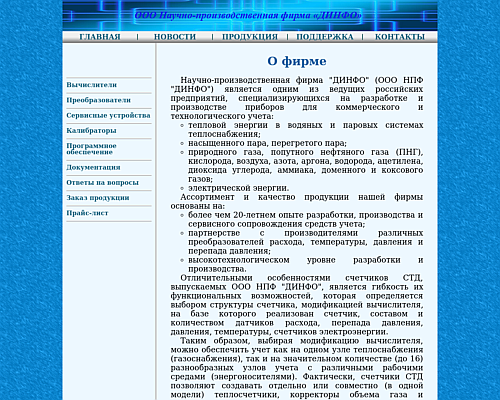 ООО Научно-производственная фирма «ДИНФО»
ГЛАВНАЯ | НОВОСТИ | ПРОДУКЦИЯ | ПОДДЕРЖКА | КОНТАКТЫ
Вычислители
Преобразователи
Сервисные устройства
Калибраторы
Программное
обеспечение
Документация
Ответы на вопросы
Заказ продукции
Прайс-лист
О фирме
Научно-производственная фирма "ДИНФО" (ООО НПФ
"ДИНФО") является одним из ведущих российских
предприятий, специализирующихся на разработке и
производстве приборов для коммерческого и
технологического учета:
тепловой энергии в водяных и паровых системах
теплоснабжения;
насыщенного пара, перегретого пара;
природного газа, попутного нефтяного газа (ПНГ),
кислорода, воздуха, азота, аргона, водорода, ацетилена,
диоксида углерода, аммиака, доменного и коксового
газов;
электрической энергии.
Ассортимент и качество продукции нашей фирмы
основаны на:
более чем 20-летнем опыте разработки, производства и
сервисного сопровождения средств учета;
партнерстве с производителями различных
преобразователей расхода, температуры, давления и
перепада давления;
высокотехнологичном уровне разработки и
производства.
Отличительными особенностями счетчиков СТД,
выпускаемых ООО НПФ "ДИНФО", является гибкость их
функциональных возможностей, которая определяется
выбором структуры счетчика, модификацией вычислителя,
на базе которого реализован счетчик, составом и
количеством датчиков расхода, перепада давления,
давления, температуры, счетчиков электроэнергии.
Таким образом, выбирая модификацию вычислителя,
можно обеспечить учет как на одном узле теплоснабжения
(газоснабжения), так и на значительном количестве (до 16)
разнообразных узлов учета с различными рабочими
средами (энергоносителями). Фактически, счетчики СТД
позволяют создавать отдельно или совместно (в одной
модели) теплосчетчики, корректоры объема газа и